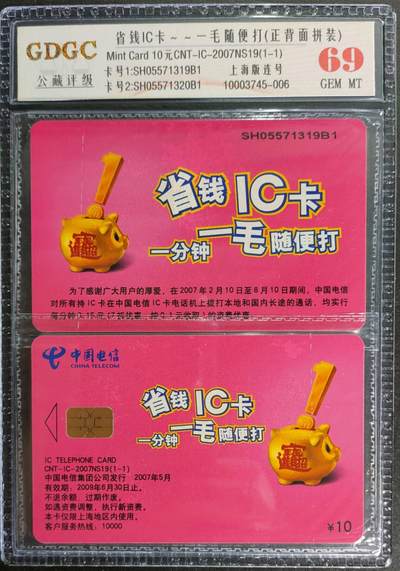 GDGC
公藏评级
省钱IC卡~~一毛随便打(正背面拼装)
Mint Card 10元CNT-IC-2007NS19(1-1)
卡号1:SH05571319B1 上海版连号
卡号2:SH05571320B1 10003745-006
69
GEM MT
SH05571319B1
省钱IC卡
一分钟一毛随便打
为了感谢广大用户的厚爱，在2007年2月10日至8月10日期间，中国电信
对所有持IC卡在中国电信IC卡电话机上拨打本地和国内长途的通话，均实行
每分钟0.15元
中国电信
CHINA TELECOM
省钱IC卡
一分钟一毛随便打
IC TELEPHONE CARD
CNT-IC-2007NS19(1-1)
中国电信集团公司发行 2007年5月
有效期：2009年6月30日止。
不退余额，过期作废。
如遇资费调整，执行新资费。
本卡仅限上海地区内使用。
客户服务热线：10000
¥10